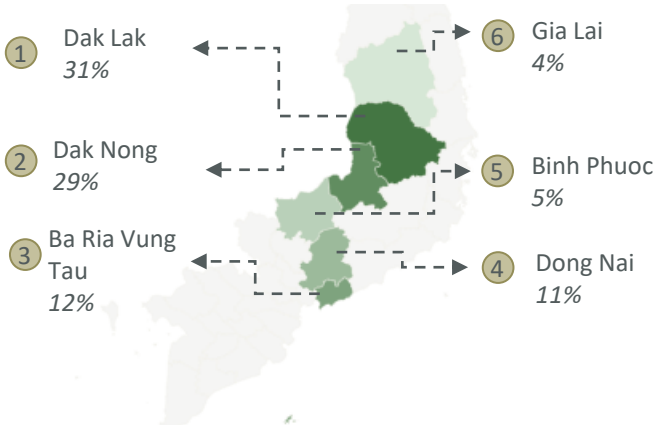 1
Dak Lak
31%
2
Dak Nong
29%
3
Ba Ria Vung
Tau
12%
6
Gia Lai
4%
5
Binh Phuoc
5%
4
Dong Nai
11%